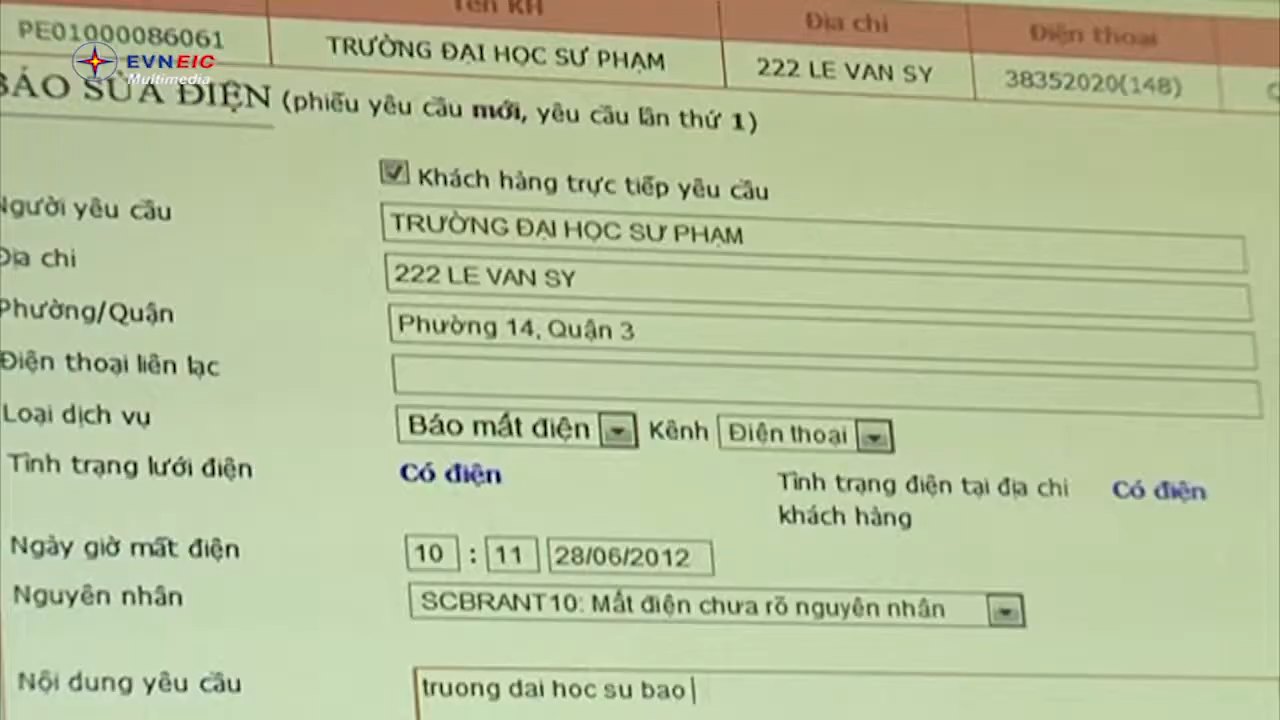 Tên KH Địa chỉ Điện thoại
PE01000086061 TRƯỜNG ĐẠI HỌC SƯ PHẠM 222 LE VAN SY 38352020(148)
EVNEIC
Multimedia
BÁO SỬA ĐIỆN (phiếu yêu cầu mới, yêu cầu lần thứ 1)
Khách hàng trực tiếp yêu cầu
Người yêu cầu TRƯỜNG ĐẠI HỌC SƯ PHẠM
Địa chỉ 222 LE VAN SY
Phường/Quận Phường 14, Quận 3
Điện thoại liên lạc
Loại dịch vụ Báo mất điện Kênh Điện thoại
Tình trạng lưới điện Có điện Tình trạng điện tại địa chỉ khách hàng Có điện
Ngày giờ mất điện 10 : 11 28/06/2012
Nguyên nhân SCBRANT10: Mất điện chưa rõ nguyên nhân
Nội dung yêu cầu truong dai hoc su bao